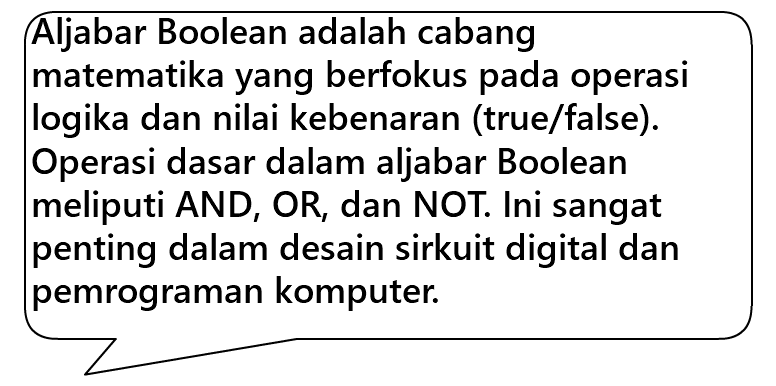 Aljabar Boolean adalah cabang
matematika yang berfokus pada operasi
logika dan nilai kebenaran (true/false).
Operasi dasar dalam aljabar Boolean
meliputi AND, OR, dan NOT. Ini sangat
penting dalam desain sirkuit digital dan
pemrograman komputer.